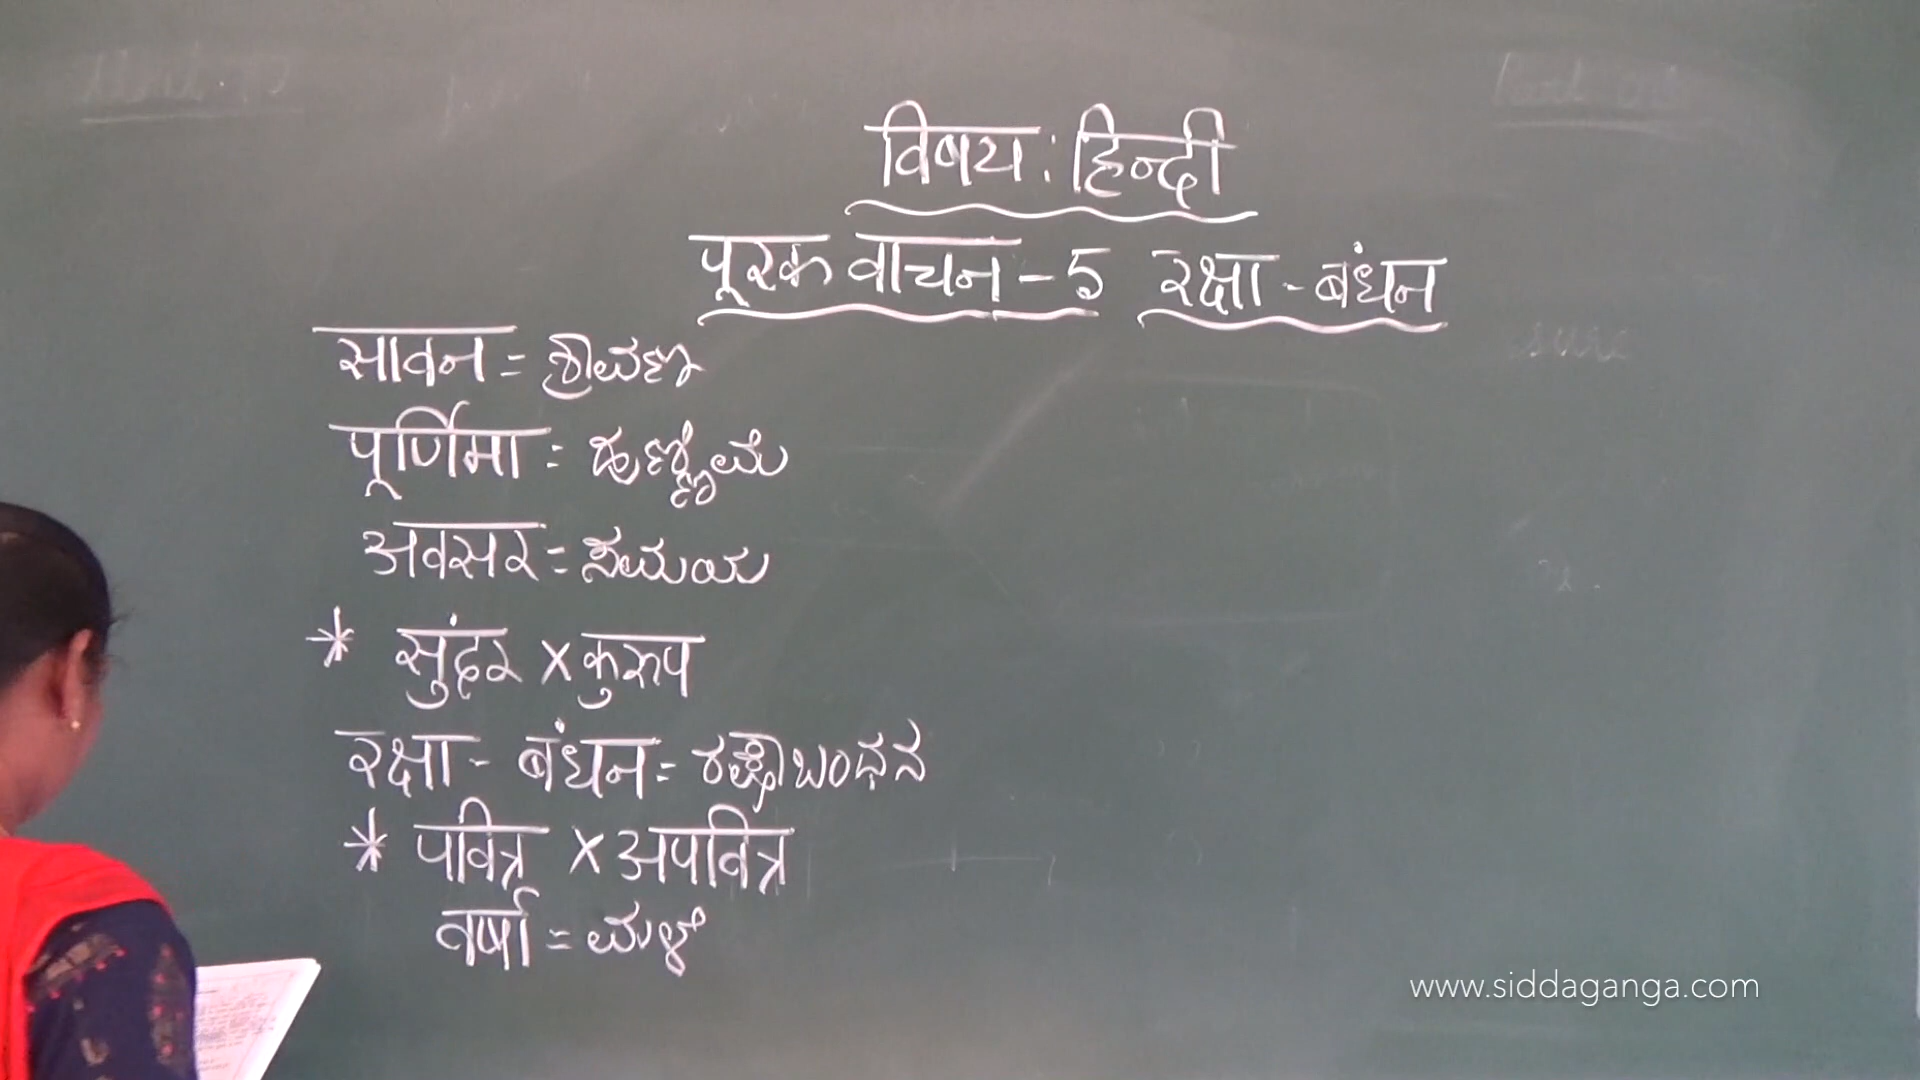 विषय : हिन्दी
पूरक वाचन - 5 रक्षा - बंधन
सावन = ಶ್ರಾವಣ
पूर्णिमा = ಹುಣ್ಣಿಮೆ
अवसर = ಸಮಯ
* सुंदर x कुरुप
रक्षा - बंधन = ರಕ್ಷಾಬಂಧನ
* पवित्र x अपवित्र
वर्षा = ಮಳೆ
www.siddaganga.com